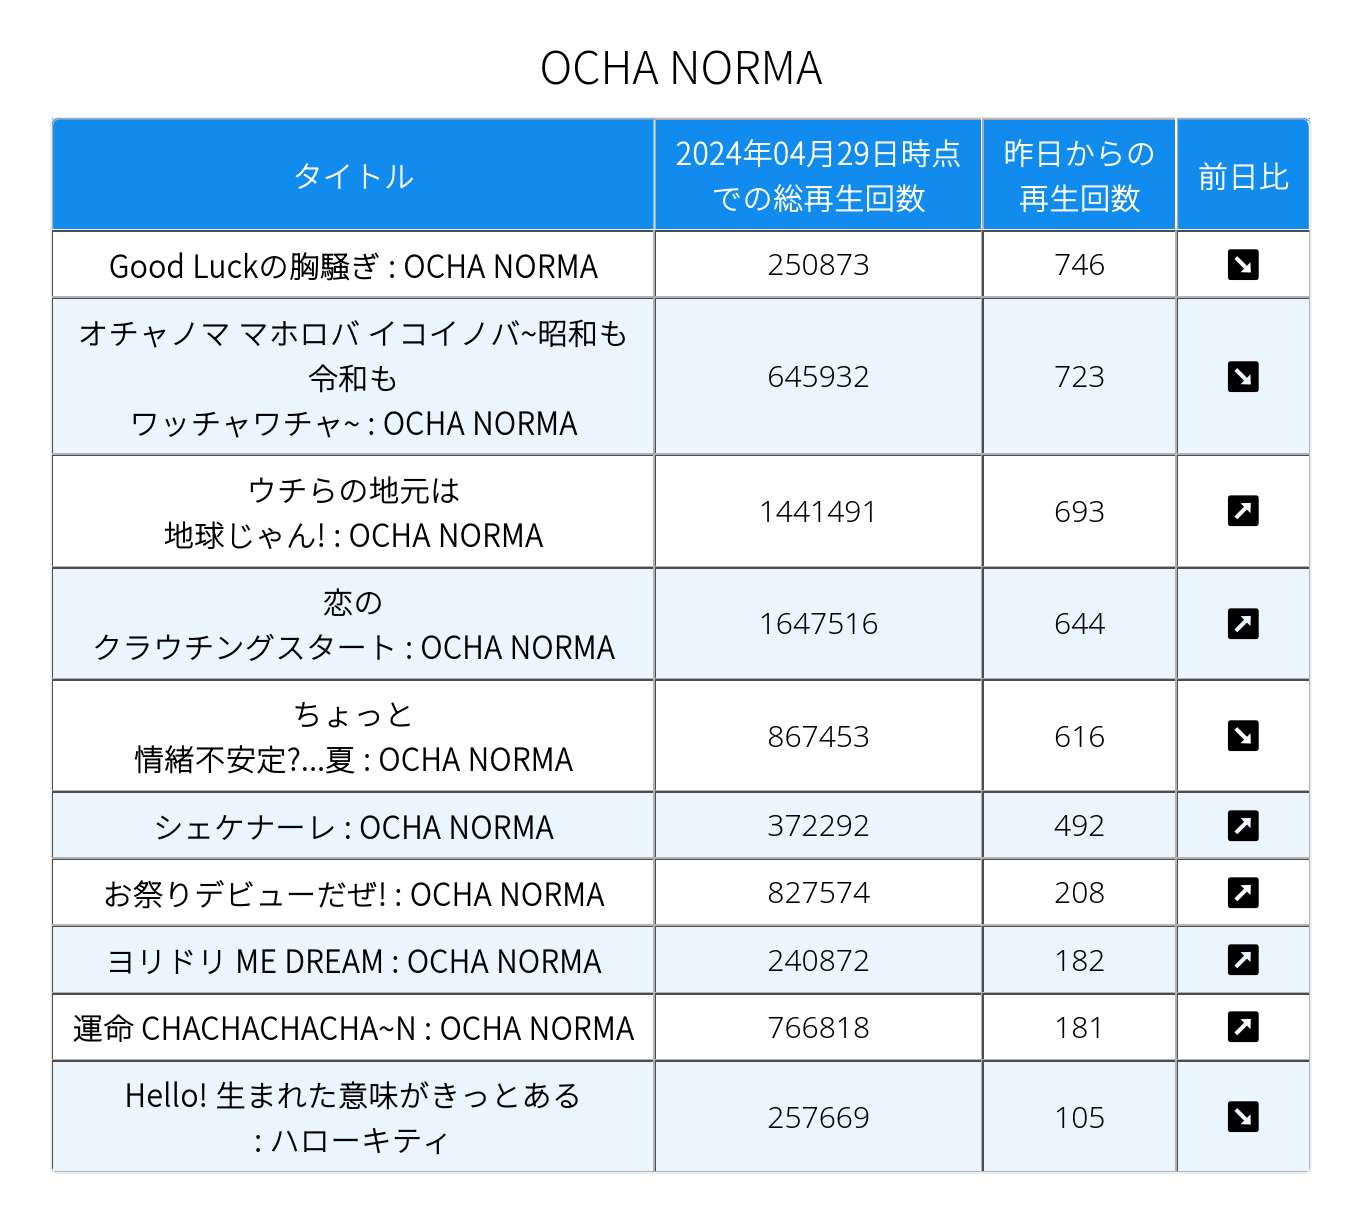 OCHA NORMA
タイトル
2024年04月29日時点
での総再生回数
昨日からの
再生回数
前日比
Good Luckの胸騒ぎ : OCHA NORMA
250873
746
オチャノマ マホロバ イコイノバ~昭和も
令和も
ワッチャワチャ~ : OCHA NORMA
645932
723
ウチらの地元は
地球じゃん! : OCHA NORMA
1441491
693
恋の
クラウチングスタート : OCHA NORMA
1647516
644
ちょっと
情緒不安定?...夏 : OCHA NORMA
867453
616
シェケナーレ : OCHA NORMA
372292
492
お祭りデビューだぜ! : OCHA NORMA
827574
208
ヨリドリ ME DREAM : OCHA NORMA
240872
182
運命 CHACHACHACHA~N : OCHA NORMA
766818
181
Hello! 生まれた意味がきっとある
: ハローキティ
257669
105